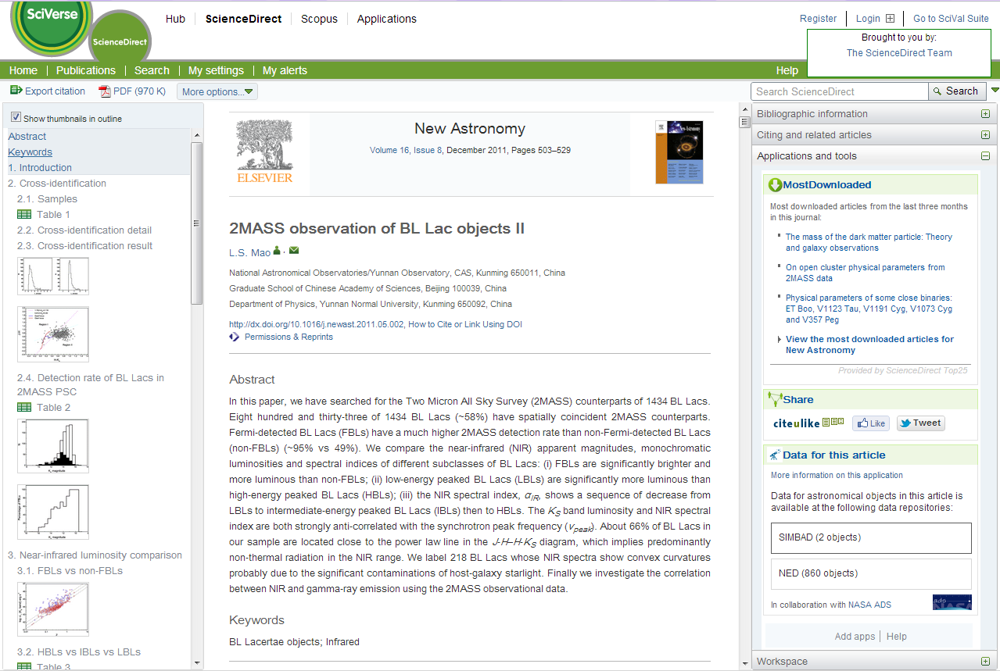 SciVerse
ScienceDirect
Hub
ScienceDirect
Scopus
Applications
Register
Login
Go to SciVal Suite
Brought to you by:
The ScienceDirect Team
Home
Publications
Search
My settings
My alerts
Help
Export citation
PDF (970 K)
More options...
Search ScienceDirect
Search
Show thumbnails in outline
Abstract
Keywords
1. Introduction
2. Cross-identification
2.1. Samples
Table 1
2.2. Cross-identification detail
2.3. Cross-identification result
2.4. Detection rate of BL Lacs in
2MASS PSC
Table 2
3. Near-infrared luminosity comparison
3.1. FBLs vs non-FBLs
3.2. HBLs vs IBLs vs LBLs
Table 3
ELSEVIER
New Astronomy
Volume 16, Issue 8, December 2011, Pages 503–529
2MASS observation of BL Lac objects II
L.S. Mao
National Astronomical Observatories/Yunnan Observatory, CAS, Kunming 650011, China
Graduate School of Chinese Academy of Sciences, Beijing 100039, China
Department of Physics, Yunnan Normal University, Kunming 650092, China
http://dx.doi.org/10.1016/j.newast.2011.05.002, How to Cite or Link Using DOI
Permissions & Reprints
Abstract
In this paper, we have searched for the Two Micron All Sky Survey (2MASS) counterparts of 1434 BL Lacs.
Eight hundred and thirty-three of 1434 BL Lacs (~58%) have spatially coincident 2MASS counterparts.
Fermi-detected BL Lacs (FBLs) have a much higher 2MASS detection rate than non-Fermi-detected BL Lacs
(non-FBLs) (~95% vs 49%). We compare the near-infrared (NIR) apparent magnitudes, monochromatic
luminosities and spectral indices of different subclasses of BL Lacs: (i) FBLs are significantly brighter and
more luminous than non-FBLs; (ii) low-energy peaked BL Lacs (LBLs) are significantly more luminous than
high-energy peaked BL Lacs (HBLs); (iii) the NIR spectral index, αIR, shows a sequence of decrease from
LBLs to intermediate-energy peaked BL Lacs (IBLs) then to HBLs. The KS band luminosity and NIR spectral
index are both strongly anti-correlated with the synchrotron peak frequency (νpeak). About 66% of BL Lacs in
our sample are located close to the power law line in the J-H–H-KS diagram, which implies predominantly
non-thermal radiation in the NIR range. We label 218 BL Lacs whose NIR spectra show convex curvatures
probably due to the significant contaminations of host-galaxy starlight. Finally we investigate the correlation
between NIR and gamma-ray emission using the 2MASS observational data.
Keywords
BL Lacertae objects; Infrared
Bibliographic information
Citing and related articles
Applications and tools
MostDownloaded
Most downloaded articles from the last three months
in this journal:
The mass of the dark matter particle: Theory
and galaxy observations
On open cluster physical parameters from
2MASS data
Physical parameters of some close binaries:
ET Boo, V1123 Tau, V1191 Cyg, V1073 Cyg
and V357 Peg
View the most downloaded articles for
New Astronomy
Provided by ScienceDirect Top25
Share
citeulike
Like
Tweet
Data for this article
More information on this application
Data for astronomical objects in this article is
available at the following data repositories:
SIMBAD (2 objects)
NED (860 objects)
In collaboration with NASA ADS
ads
NASA
Add apps
Help
Workspace